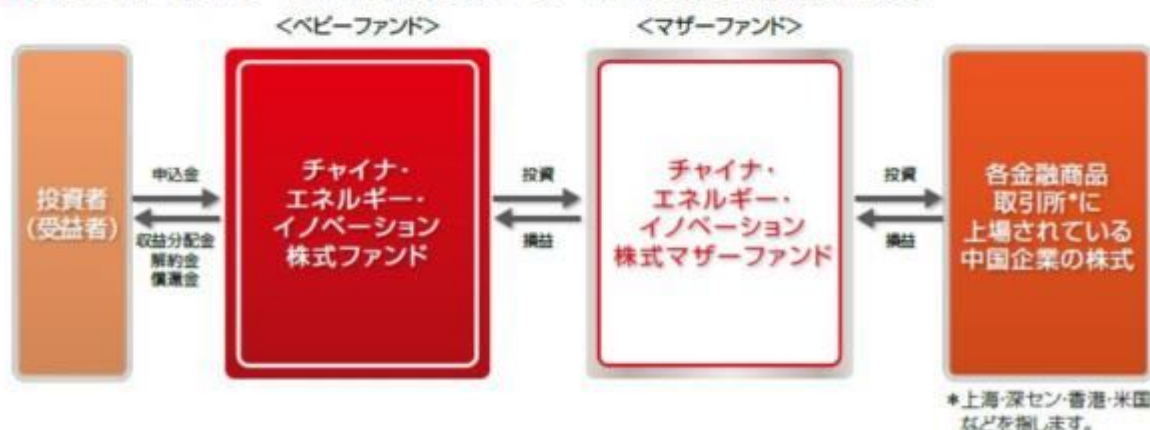 <ベビーファンド>
<マザーファンド>
投資者
(受益者)
申込金
収益分配金
解約金
償還金
チャイナ・
エネルギー・
イノベーション
株式ファンド
投資
損益
チャイナ・
エネルギー・
イノベーション
株式マザーファンド
投資
損益
各金融商品
取引所*に
上場されている
中国企業の株式
*上海・深セン・香港・米国
などを指します。